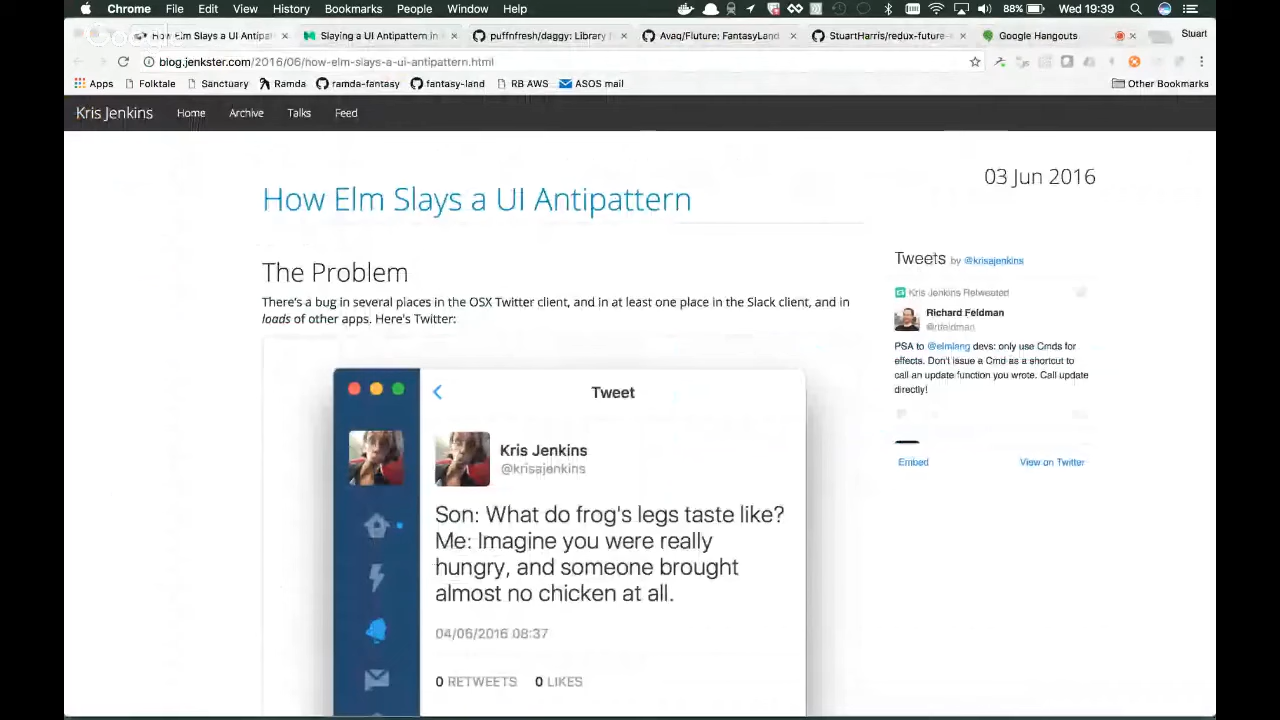 Chrome File Edit View History Bookmarks People Window Help 88% Wed 19:39
How Elm Slays a UI Antipat Slaying a UI Antipattern in puffnfresh/daggy: Library Avaq/Fluture: FantasyLand StuartHarris/redux-future- Google Hangouts Stuart
blog.jenkster.com/2016/06/how-elm-slays-a-ui-antipattern.html
Apps Folktale Sanctuary Ramda ramda-fantasy fantasy-land RB AWS ASOS mail Other Bookmarks
Kris Jenkins Home Archive Talks Feed
03 Jun 2016
How Elm Slays a UI Antipattern
The Problem
There's a bug in several places in the OSX Twitter client, and in at least one place in the Slack client, and in
loads of other apps. Here's Twitter:
Tweet
Kris Jenkins
@krisajenkins
Son: What do frog's legs taste like?
Me: Imagine you were really
hungry, and someone brought
almost no chicken at all.
04/06/2016 08:37
0 RETWEETS 0 LIKES
Tweets by @krisajenkins
Kris Jenkins Retweeted
Richard Feldman
@rtfeldman
PSA to @elmlang devs: only use Cmds for
effects. Don't issue a Cmd as a shortcut to
call an update function you wrote. Call update
directly!
Embed View on Twitter